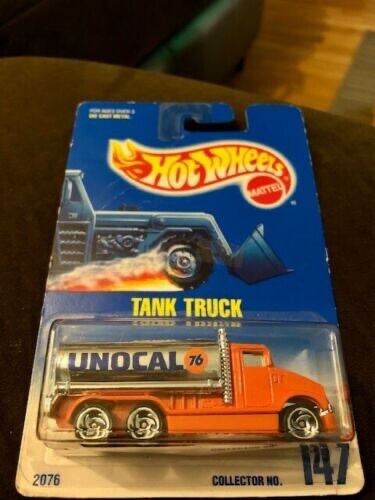 FOR AGES OVER 3
DIE CAST METAL
HOT WHEELS
MATTEL
®
TANK TRUCK
UNOCAL 76
2076
COLLECTOR NO. 147